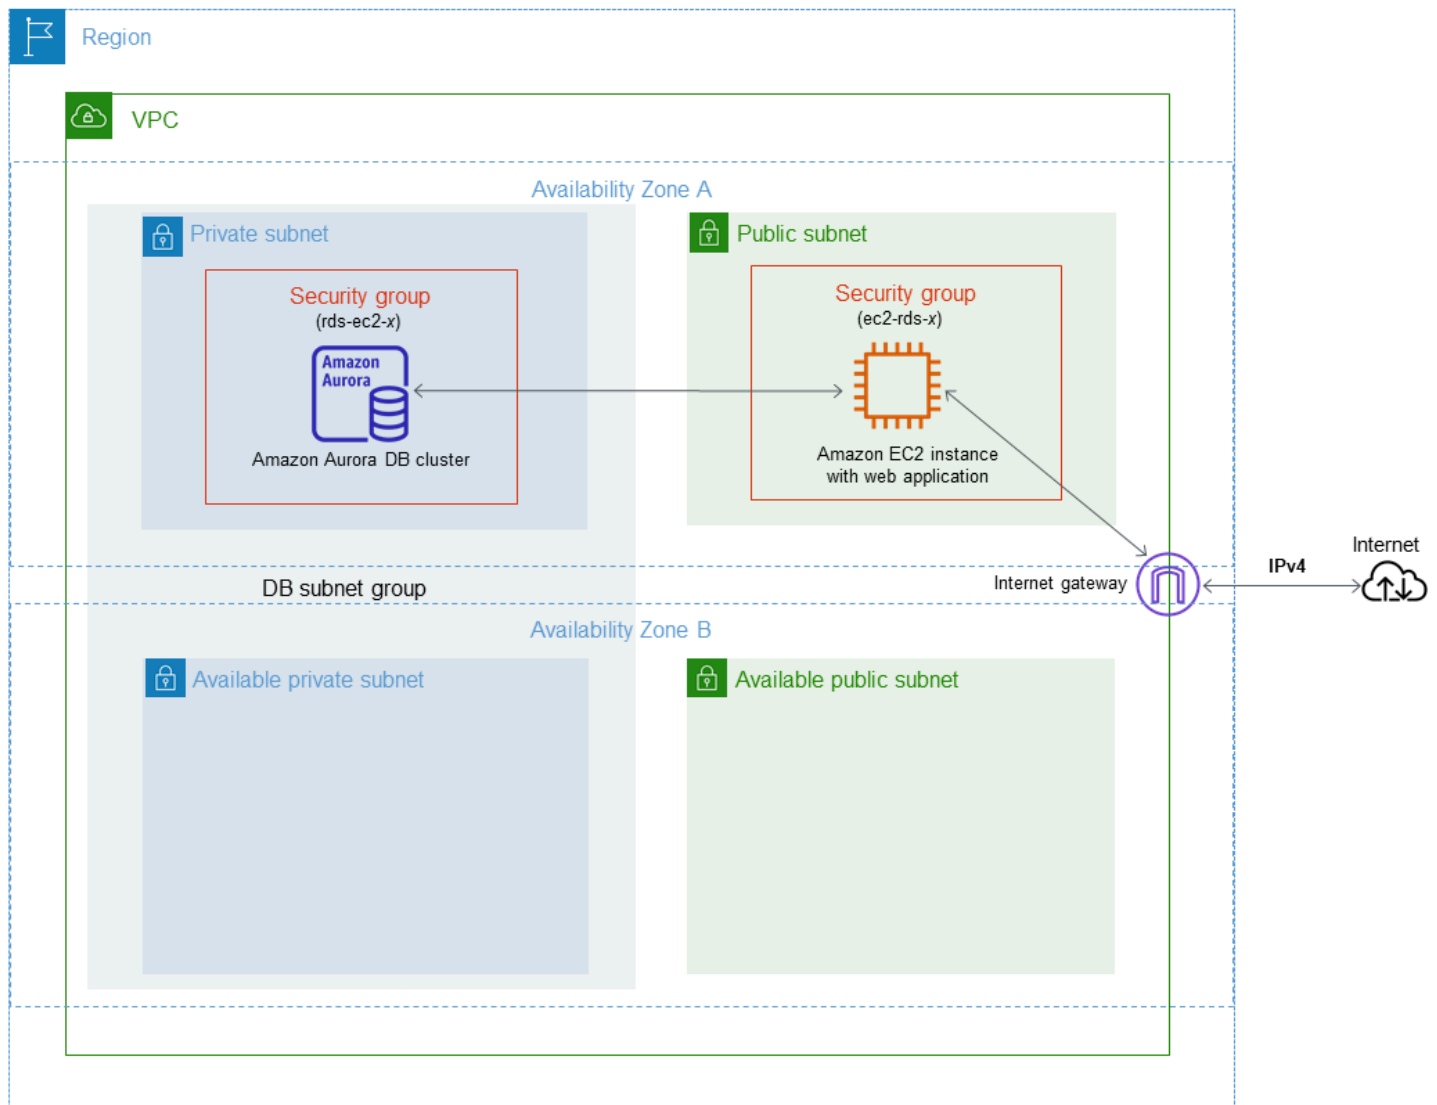 Region
VPC
Availability Zone A
Private subnet
Public subnet
Security group
(rds-ec2-x)
Amazon
Aurora
Amazon Aurora DB cluster
Security group
(ec2-rds-x)
Amazon EC2 instance
with web application
Internet
IPv4
Internet gateway
DB subnet group
Availability Zone B
Available private subnet
Available public subnet